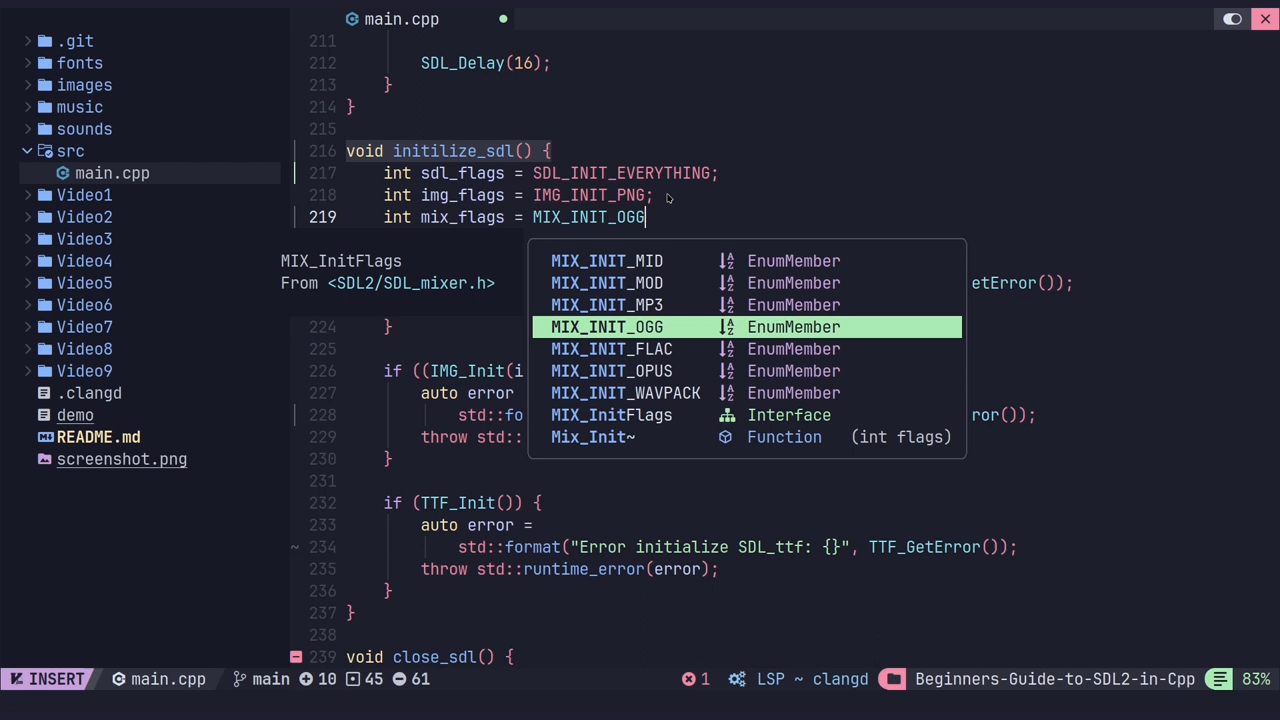 main.cpp
.git
fonts
images
music
sounds
src
main.cpp
Video1
Video2
Video3
Video4
Video5
Video6
Video7
Video8
Video9
.clangd
demo
README.md
screenshot.png
211
212 SDL_Delay(16);
213 }
214 }
215
216 void initilize_sdl() {
217 int sdl_flags = SDL_INIT_EVERYTHING;
218 int img_flags = IMG_INIT_PNG;
219 int mix_flags = MIX_INIT_OGG
MIX_InitFlags
From <SDL2/SDL_mixer.h>
MIX_INIT_MID EnumMember
MIX_INIT_MOD EnumMember etError());
MIX_INIT_MP3 EnumMember
MIX_INIT_OGG EnumMember
MIX_INIT_FLAC EnumMember
MIX_INIT_OPUS EnumMember
MIX_INIT_WAVPACK EnumMember
MIX_InitFlags Interface
Mix_Init~ Function (int flags)
224 }
225
226 if ((IMG_Init(i
227 auto error
228 std::fo ror());
229 throw std::
230 }
231
232 if (TTF_Init()) {
233 auto error =
~ 234 std::format("Error initialize SDL_ttf: {}", TTF_GetError());
235 throw std::runtime_error(error);
236 }
237 }
238
239 void close_sdl() {
INSERT main.cpp main 10 45 61 1 LSP ~ clangd Beginners-Guide-to-SDL2-in-Cpp 83%